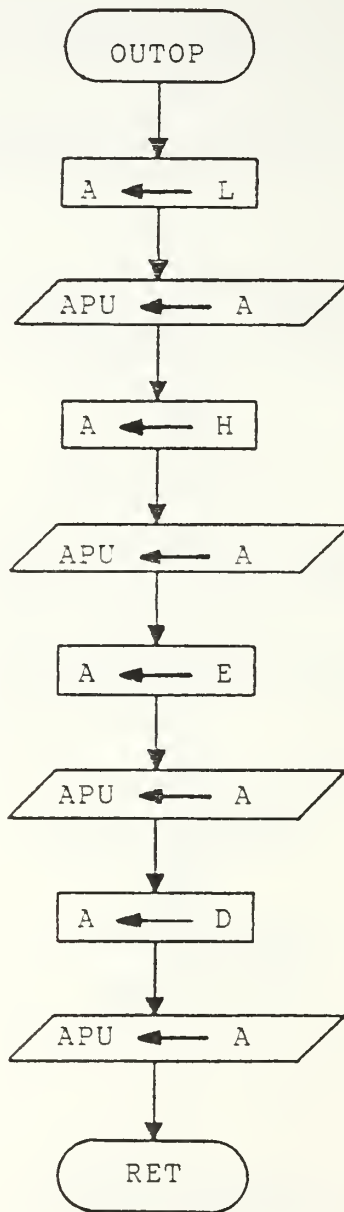 OUTOP
A ← L
APU ← A
A ← H
APU ← A
A ← E
APU ← A
A ← D
APU ← A
RET